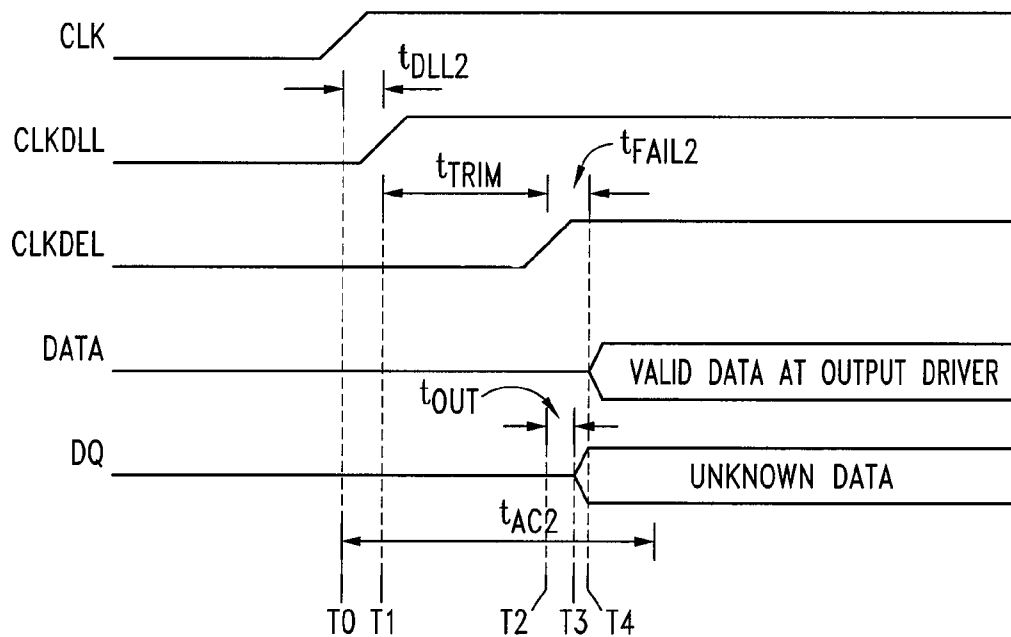 CLK
tDLL2
CLKDLL
tFAIL2
tTRIM
CLKDEL
DATA
VALID DATA AT OUTPUT DRIVER
tOUT
DQ
UNKNOWN DATA
tAC2
T0 T1 T2 T3 T4